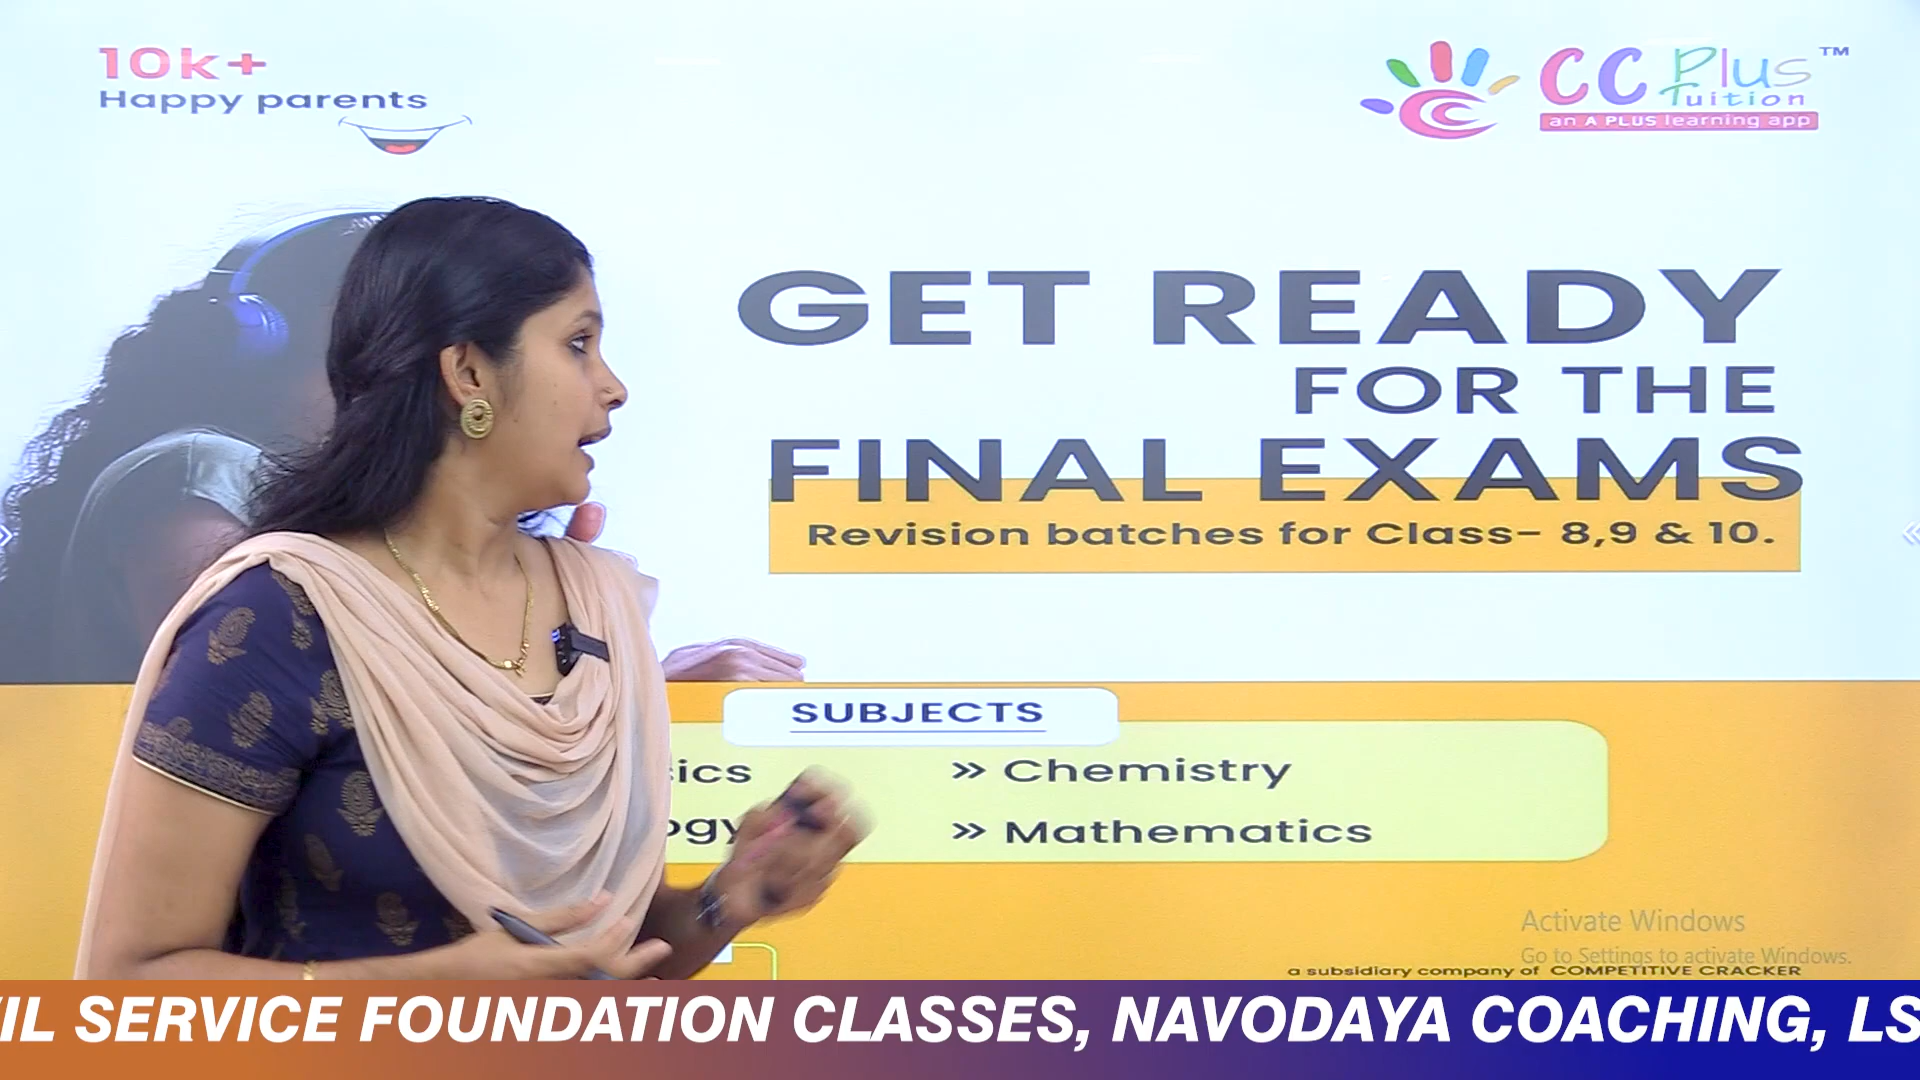 10k+
Happy parents
CC Plus
Tuition
TM
an A PLUS learning app
GET READY
FOR THE
FINAL EXAMS
Revision batches for Class- 8,9 & 10.
SUBJECTS
» Chemistry
» Mathematics
Activate Windows
Go to Settings to activate Windows.
a subsidiary company of COMPETITIVE CRACKER
SERVICE FOUNDATION CLASSES, NAVODAYA COACHING,